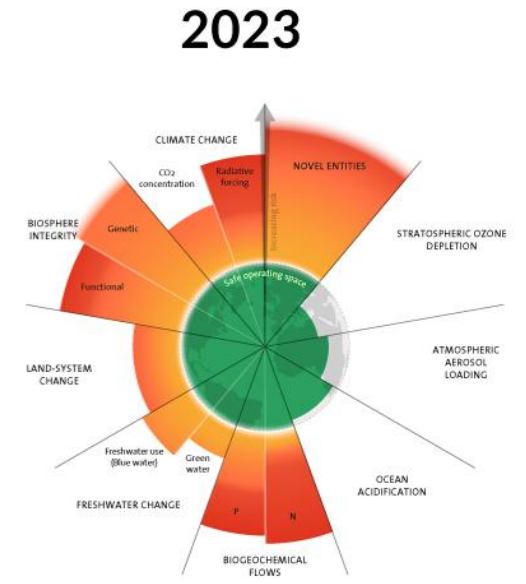 2023
CLIMATE CHANGE
CO2
concentration
Radiative
forcing
NOVEL ENTITIES
Increasing risk
STRATOSPHERIC OZONE
DEPLETION
BIOSPHERE
INTEGRITY
Genetic
Functional
Safe operating space
ATMOSPHERIC
AEROSOL
LOADING
LAND-SYSTEM
CHANGE
Freshwater use
(Blue water)
Green
water
FRESHWATER CHANGE
P
N
OCEAN
ACIDIFICATION
BIOGEOCHEMICAL
FLOWS